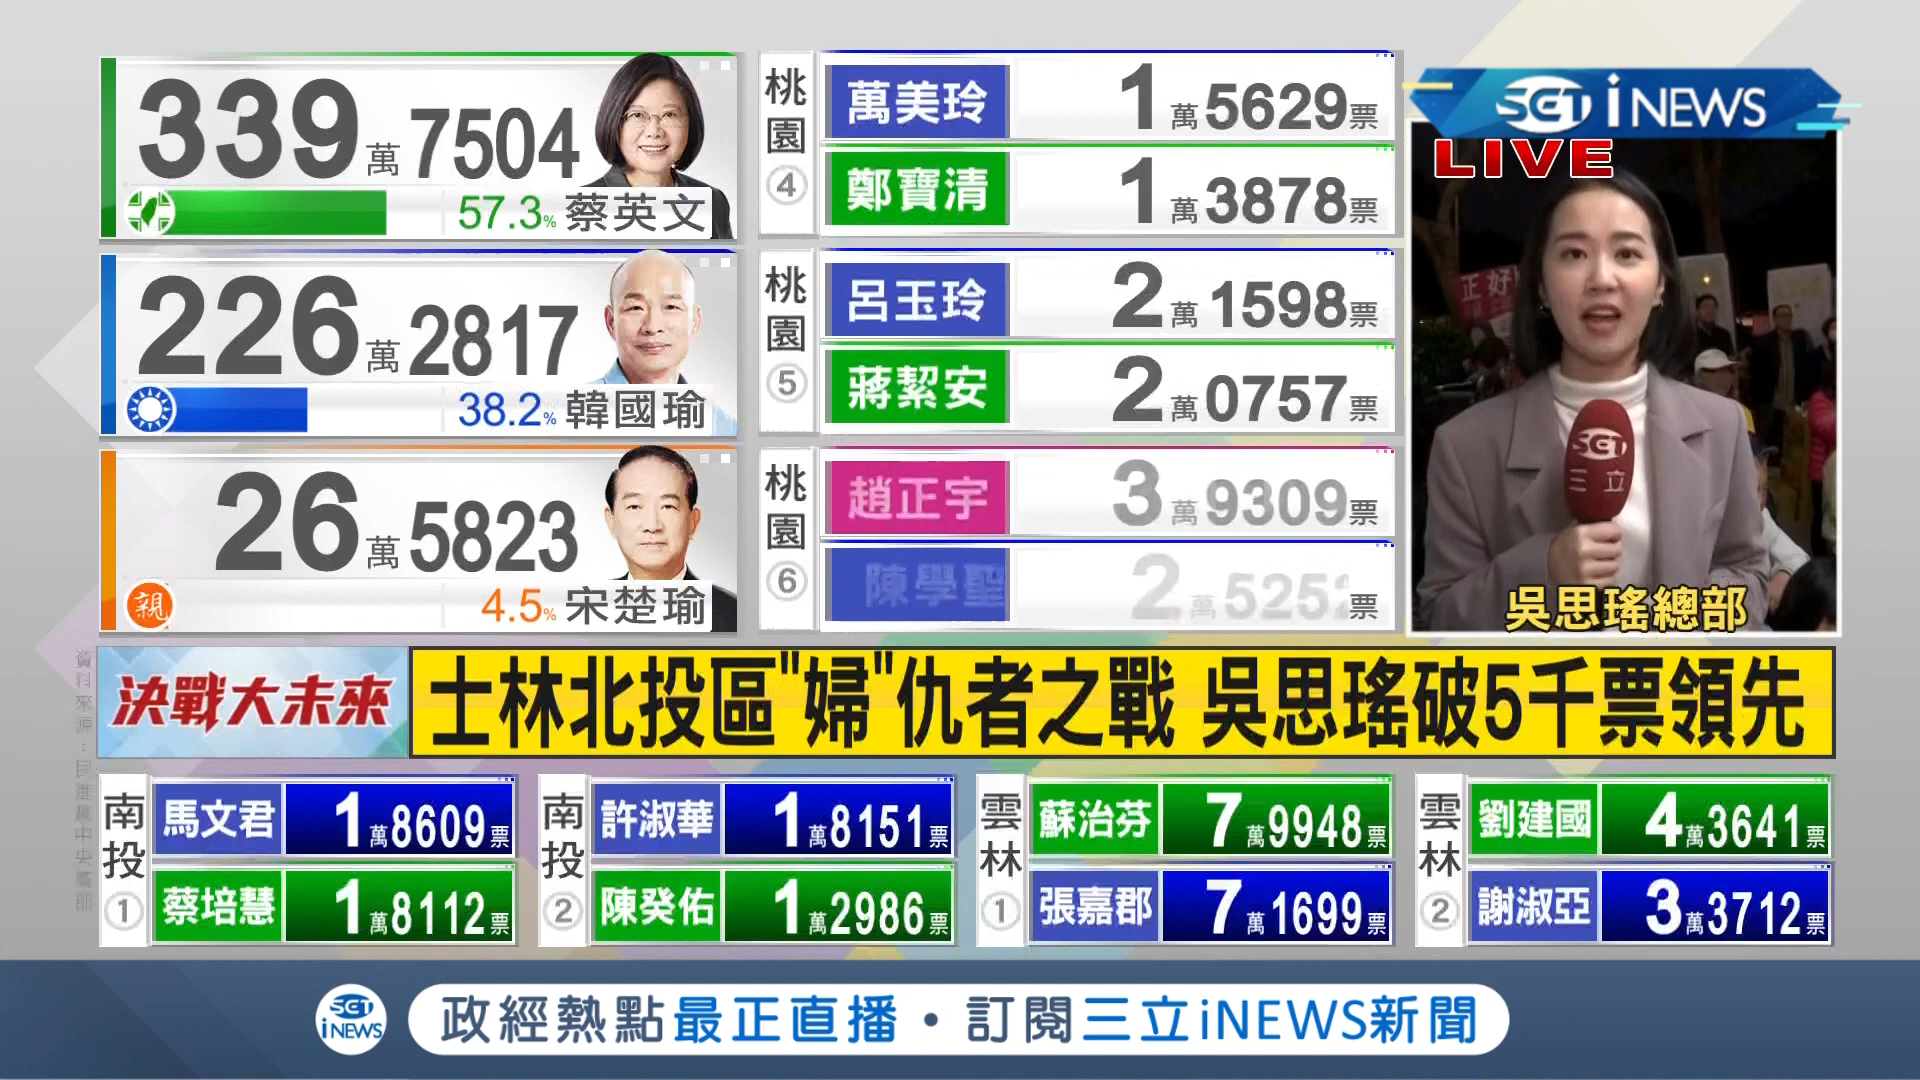 339萬7504
57.3% 蔡英文
226萬2817
38.2% 韓國瑜
26萬5823
親
4.5% 宋楚瑜
桃園④
萬美玲 1萬5629票
鄭寶清 1萬3878票
桃園⑤
呂玉玲 2萬1598票
蔣絜安 2萬0757票
桃園⑥
趙正宇 3萬9309票
陳學聖 2萬5252票
SET iNEWS
LIVE
正好
SET
三立
吳思瑤總部
決戰大未來
士林北投區"婦"仇者之戰 吳思瑤破5千票領先
南投①
馬文君 1萬8609票
蔡培慧 1萬8112票
南投②
許淑華 1萬8151票
陳癸佑 1萬2986票
雲林①
蘇治芬 7萬9948票
張嘉郡 7萬1699票
雲林②
劉建國 4萬3641票
謝淑亞 3萬3712票
SET iNEWS
政經熱點最正直播・訂閱三立iNEWS新聞